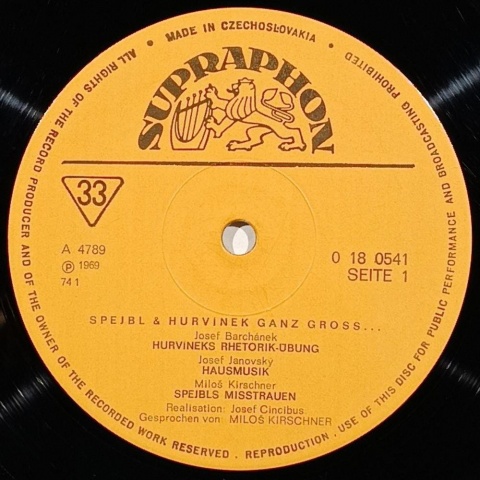 ALL RIGHTS OF THE RECORD PRODUCER AND OF THE OWNER OF THE RECORDED WORK RESERVED . REPRODUCTION . USE OF THIS DISC FOR PUBLIC PERFORMANCE AND BROADCASTING PROHIBITED
• MADE IN CZECHOSLOVAKIA •
SUPRAPHON
33
A 4789
Ⓟ 1969
74 1
0 18 0541
SEITE 1
SPEJBL & HURVINEK GANZ GROSS...
Josef Barchánek
HURVINEKS RHETORIK-ÜBUNG
Josef Janovský
HAUSMUSIK
Miloš Kirschner
SPEJBLS MISSTRAUEN
Realisation: Josef Cincibus
Gesprochen von: MILOŠ KIRSCHNER